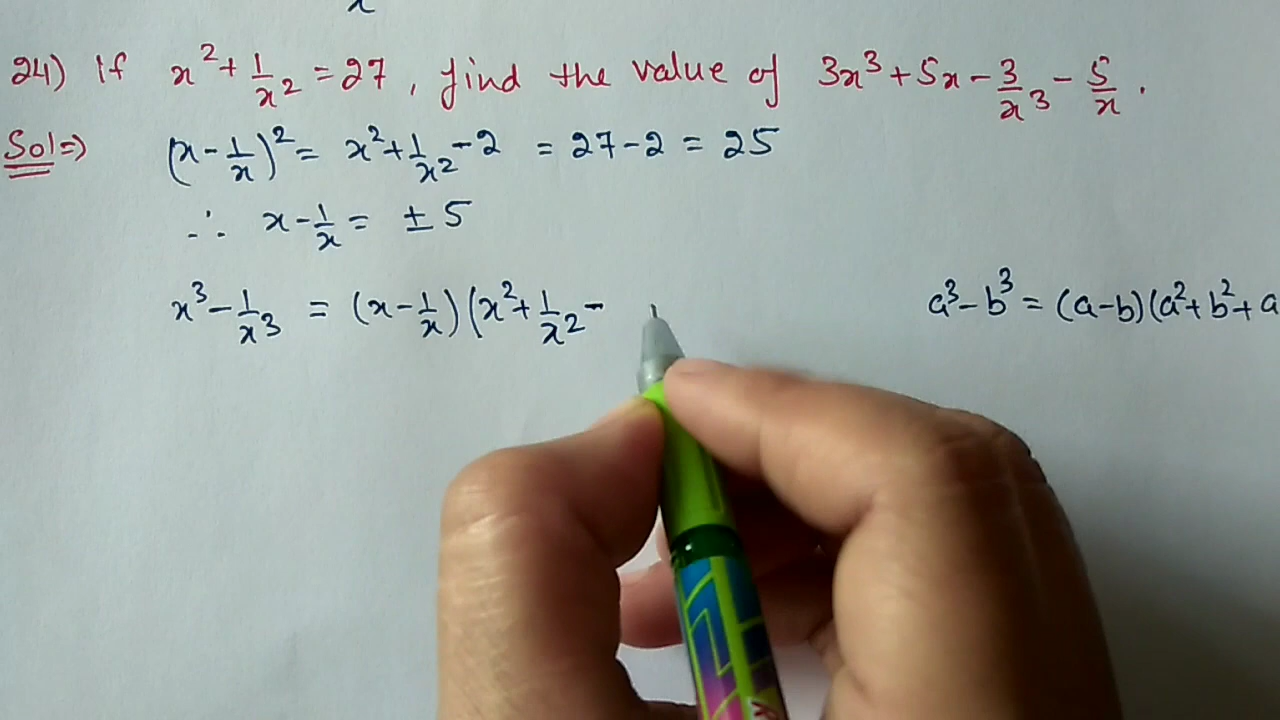 x
24) If x² + 1/x² = 27, find the value of 3x³ + 5x - 3/x³ - 5/x.
Sol⇒ (x - 1/x)² = x² + 1/x² - 2 = 27 - 2 = 25
∴ x - 1/x = ± 5
x³ - 1/x³ = (x - 1/x)(x² + 1/x² - a³ - b³ = (a-b)(a² + b² + a